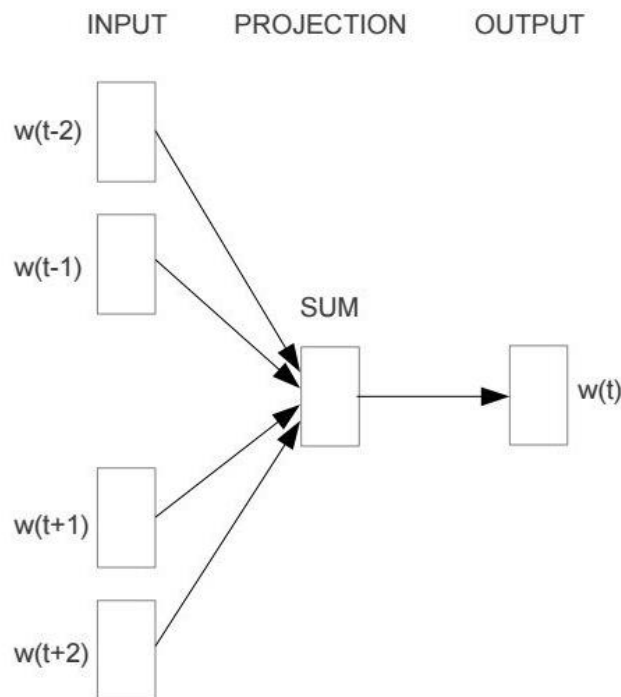 INPUT PROJECTION OUTPUT
w(t-2)
w(t-1)
SUM
w(t)
w(t+1)
w(t+2)